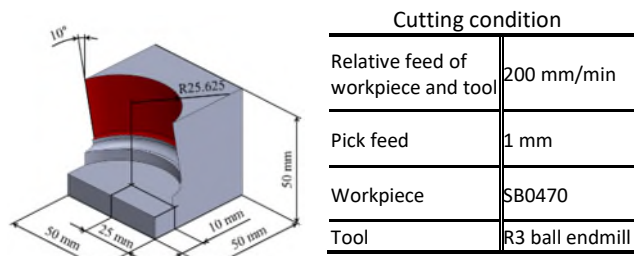 10°
R25.625
50 mm
10 mm
25 mm
50 mm
50 mm
Cutting condition
Relative feed of
workpiece and tool
200 mm/min
Pick feed
1 mm
Workpiece
SB0470
Tool
R3 ball endmill